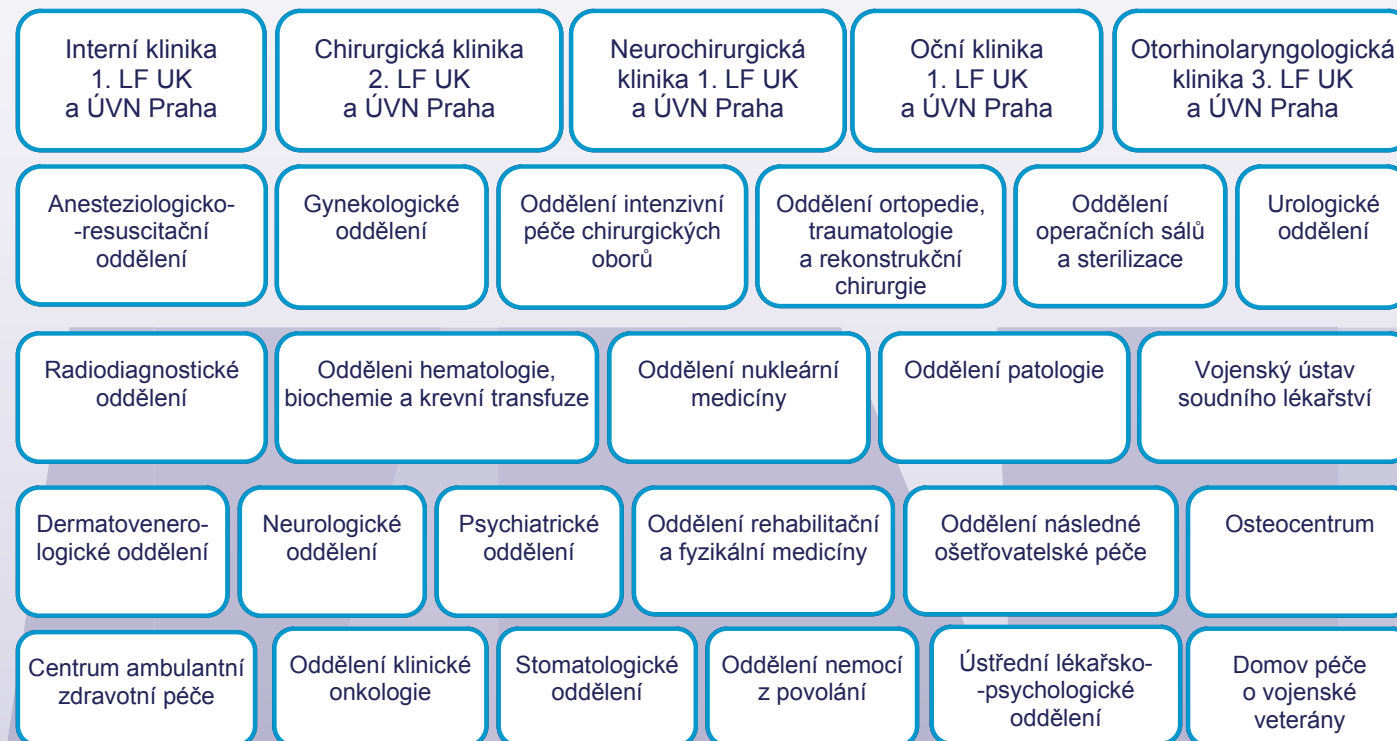 Interní klinika
1. LF UK
a ÚVN Praha
Chirurgická klinika
2. LF UK
a ÚVN Praha
Neurochirurgická
klinika 1. LF UK
a ÚVN Praha
Oční klinika
1. LF UK
a ÚVN Praha
Otorhinolaryngologická
klinika 3. LF UK
a ÚVN Praha
Anesteziologicko-
-resuscitační
oddělení
Gynekologické
oddělení
Oddělení intenzivní
péče chirurgických
oborů
Oddělení ortopedie,
traumatologie
a rekonstrukční
chirurgie
Oddělení
operačních sálů
a sterilizace
Urologické
oddělení
Radiodiagnostické
oddělení
Odděleni hematologie,
biochemie a krevní transfuze
Oddělení nukleární
medicíny
Oddělení patologie
Vojenský ústav
soudního lékařství
Dermatovenero-
logické oddělení
Neurologické
oddělení
Psychiatrické
oddělení
Oddělení rehabilitační
a fyzikální medicíny
Oddělení následné
ošetřovatelské péče
Osteocentrum
Centrum ambulantní
zdravotní péče
Oddělení klinické
onkologie
Stomatologické
oddělení
Oddělení nemocí
z povolání
Ústřední lékařsko-
-psychologické
oddělení
Domov péče
o vojenské
veterány